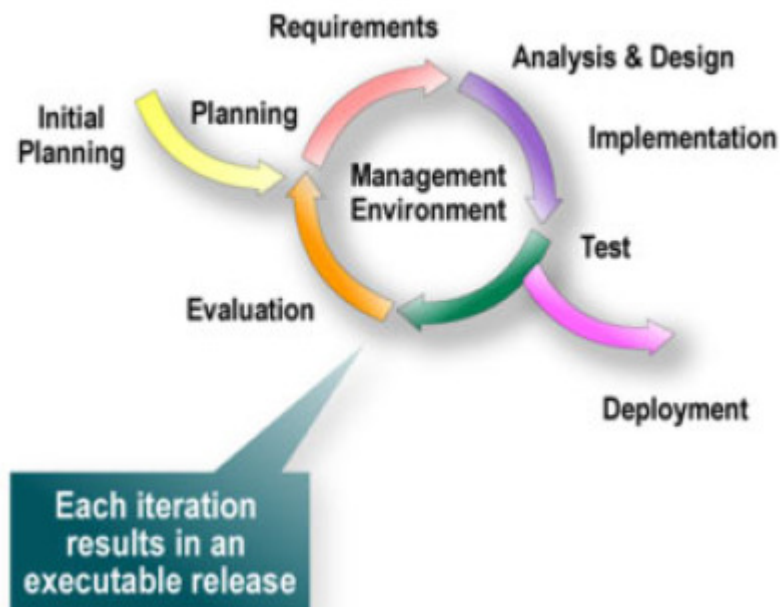 Requirements
Analysis & Design
Planning
Initial
Planning
Implementation
Management
Environment
Test
Evaluation
Deployment
Each iteration
results in an
executable release